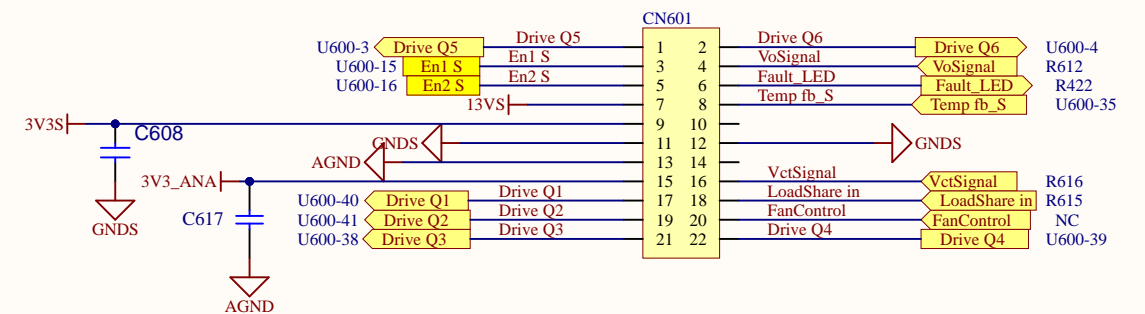 CN601
U600-3 Drive Q5 Drive Q5 1 2 Drive Q6 Drive Q6 U600-4
U600-15 En1 S En1 S 3 4 VoSignal VoSignal R612
U600-16 En2 S En2 S 5 6 Fault_LED Fault_LED R422
13VS 7 8 Temp fb_S Temp fb_S U600-35
3V3S 9 10
C608
GNDS 11 12 GNDS
AGND 13 14
3V3_ANA 15 16 VctSignal VctSignal R616
GNDS
U600-40 Drive Q1 Drive Q1 17 18 LoadShare in LoadShare in R615
C617 U600-41 Drive Q2 Drive Q2 19 20 FanControl FanControl NC
U600-38 Drive Q3 Drive Q3 21 22 Drive Q4 Drive Q4 U600-39
AGND